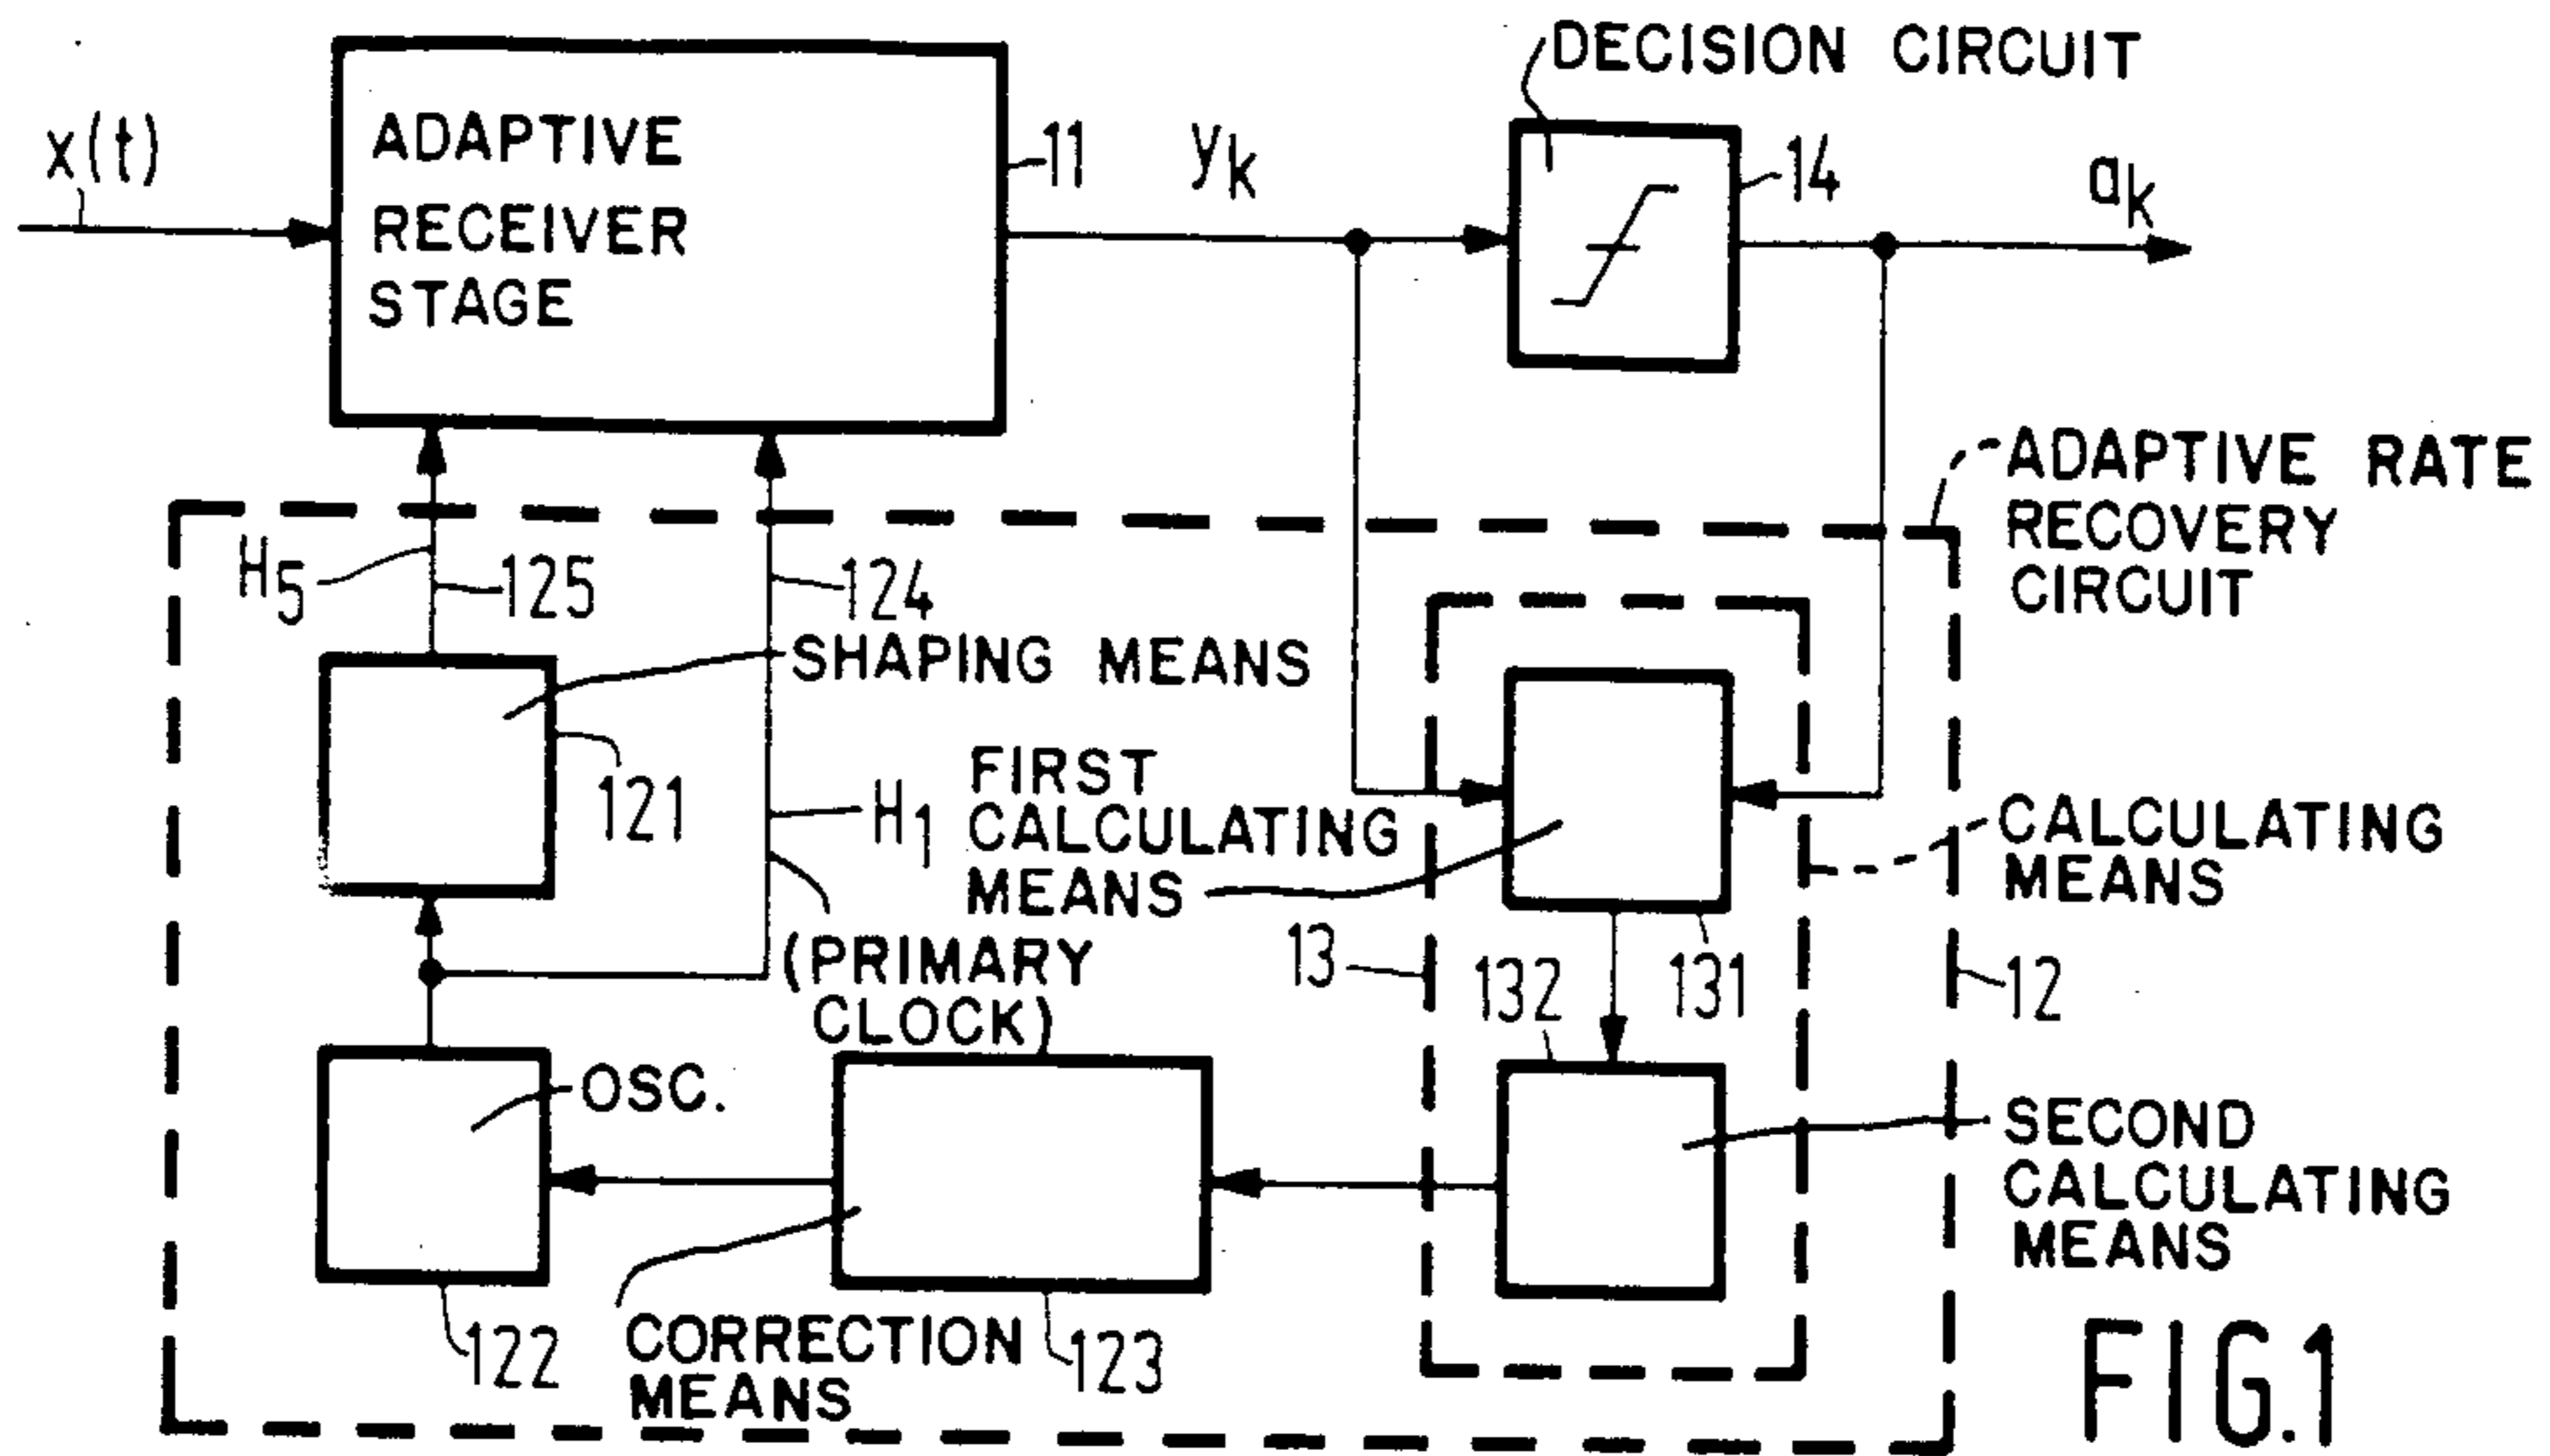 DECISION CIRCUIT
x(t)
ADAPTIVE
RECEIVER
STAGE
11
yk
14
ak
ADAPTIVE RATE
RECOVERY
CIRCUIT
H5
125
124
SHAPING MEANS
121
H1
FIRST
CALCULATING
MEANS
(PRIMARY
CLOCK)
CALCULATING
MEANS
13
132
131
12
OSC.
SECOND
CALCULATING
MEANS
122
CORRECTION
MEANS
123
FIG.1